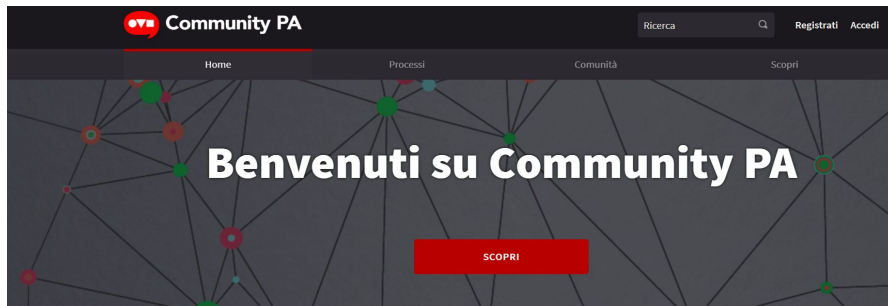 Community PA
Ricerca
Registrati Accedi
Home Processi Comunità Scopri
Benvenuti su Community PA
SCOPRI